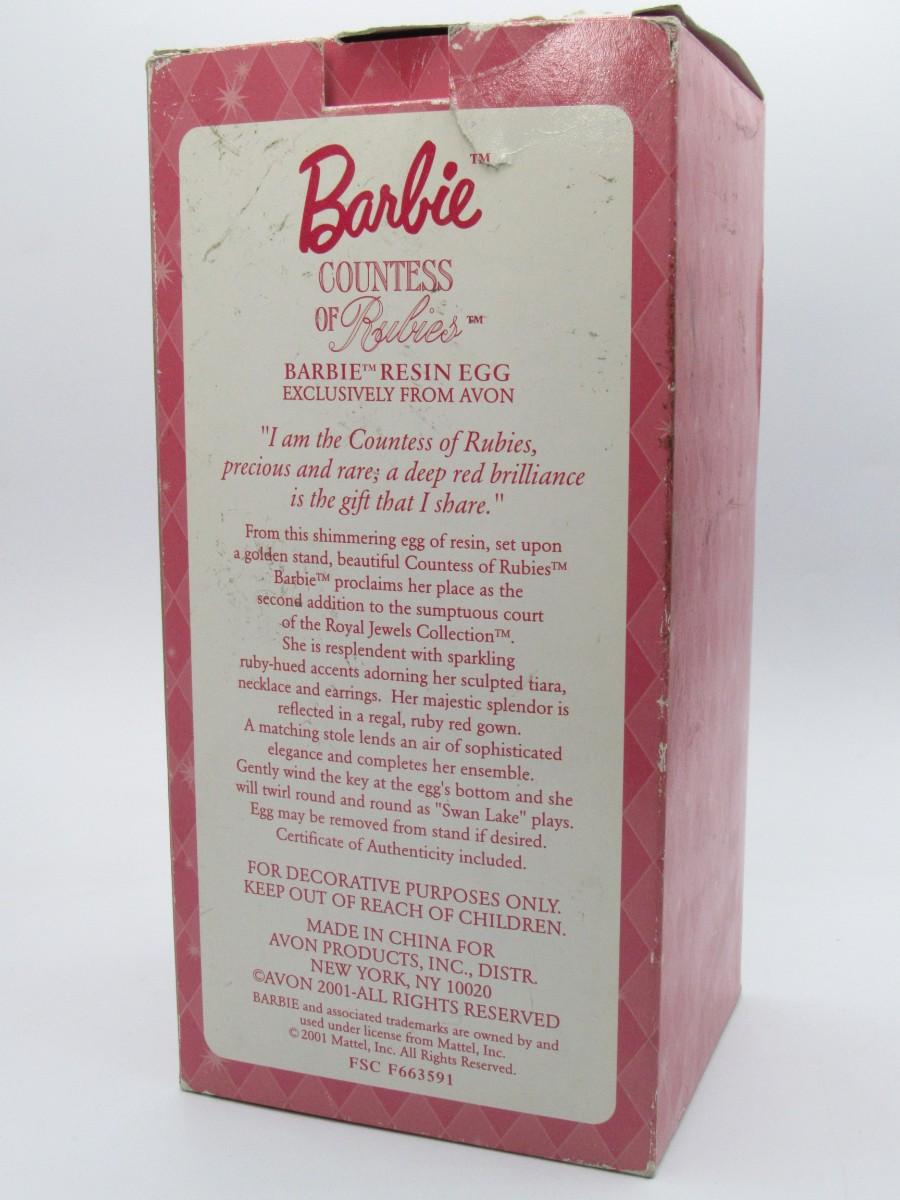 Barbie™
COUNTESS
OF Rubies™
BARBIE™ RESIN EGG
EXCLUSIVELY FROM AVON
"I am the Countess of Rubies,
precious and rare; a deep red brilliance
is the gift that I share."
From this shimmering egg of resin, set upon
a golden stand, beautiful Countess of Rubies™
Barbie™ proclaims her place as the
second addition to the sumptuous court
of the Royal Jewels Collection™.
She is resplendent with sparkling
ruby-hued accents adorning her sculpted tiara,
necklace and earrings. Her majestic splendor is
reflected in a regal, ruby red gown.
A matching stole lends an air of sophisticated
elegance and completes her ensemble.
Gently wind the key at the egg's bottom and she
will twirl round and round as "Swan Lake" plays.
Egg may be removed from stand if desired.
Certificate of Authenticity included.
FOR DECORATIVE PURPOSES ONLY.
KEEP OUT OF REACH OF CHILDREN.
MADE IN CHINA FOR
AVON PRODUCTS, INC., DISTR.
NEW YORK, NY 10020
©AVON 2001-ALL RIGHTS RESERVED
BARBIE and associated trademarks are owned by and
used under license from Mattel, Inc.
© 2001 Mattel, Inc. All Rights Reserved.
FSC F663591